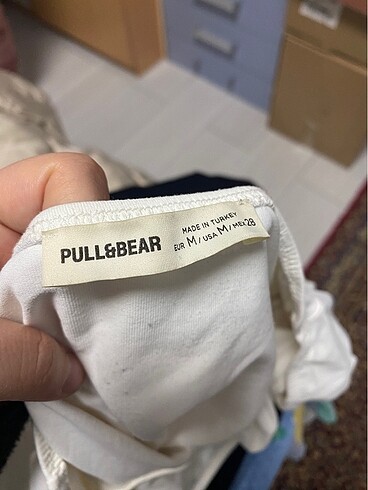 PULL&BEAR
MADE IN TURKEY
EUR M / USA M / MEX 28